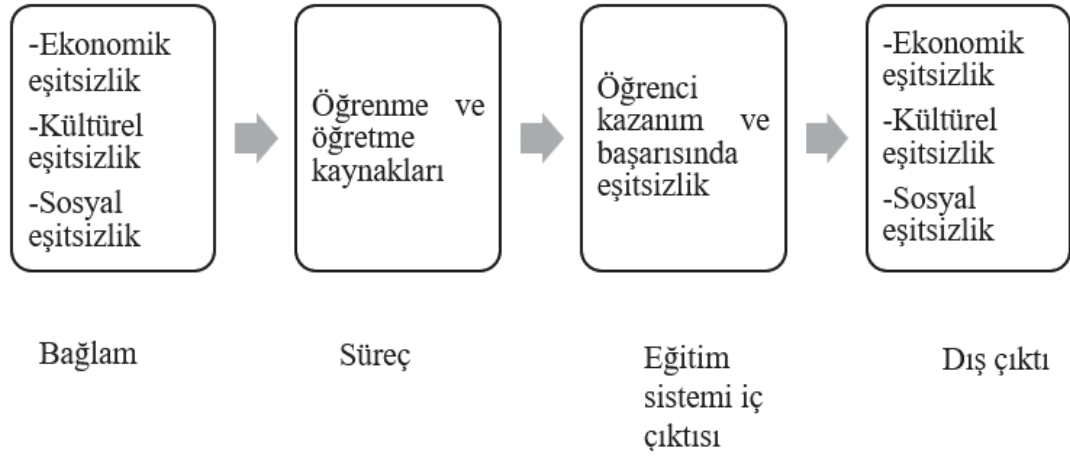 -Ekonomik
eşitsizlik
-Kültürel
eşitsizlik
-Sosyal
eşitsizlik
Öğrenme ve
öğretme
kaynakları
Öğrenci
kazanım ve
başarısında
eşitsizlik
-Ekonomik
eşitsizlik
-Kültürel
eşitsizlik
-Sosyal
eşitsizlik
Bağlam
Süreç
Eğitim
sistemi iç
çıktısı
Dış çıktı